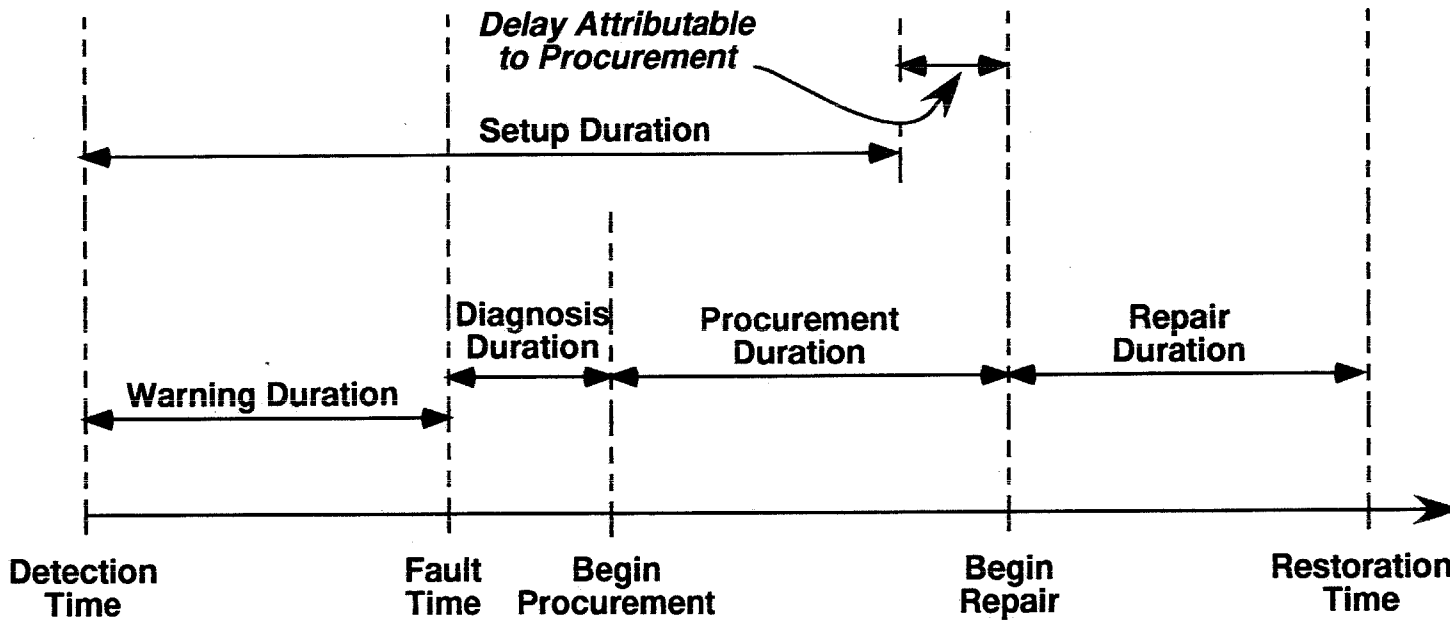 Delay Attributable
to Procurement
Setup Duration
Diagnosis
Duration
Procurement
Duration
Repair
Duration
Warning Duration
Detection
Time
Fault
Time
Begin
Procurement
Begin
Repair
Restoration
Time